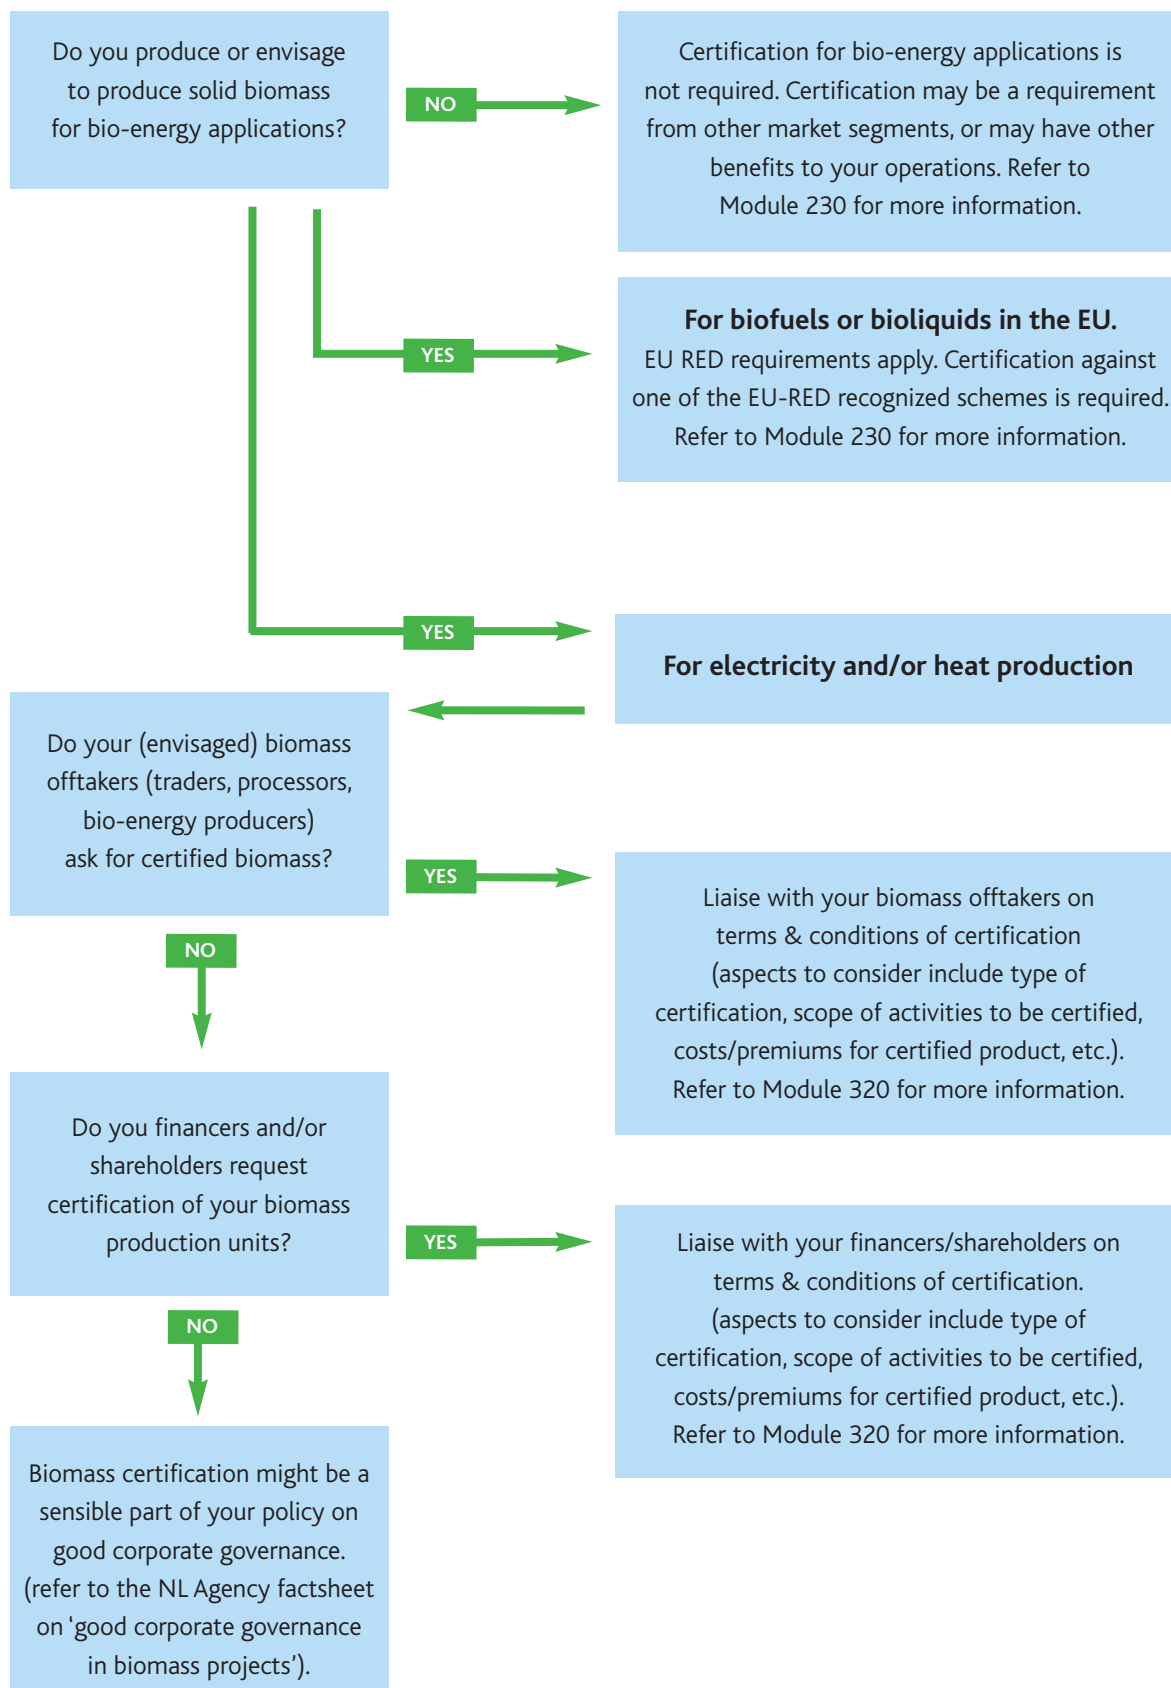 Do you produce or envisage
to produce solid biomass
for bio-energy applications?
NO
Certification for bio-energy applications is
not required. Certification may be a requirement
from other market segments, or may have other
benefits to your operations. Refer to
Module 230 for more information.
YES
For biofuels or bioliquids in the EU.
EU RED requirements apply. Certification against
one of the EU-RED recognized schemes is required.
Refer to Module 230 for more information.
YES
For electricity and/or heat production
Do your (envisaged) biomass
offtakers (traders, processors,
bio-energy producers)
ask for certified biomass?
YES
Liaise with your biomass offtakers on
terms & conditions of certification
(aspects to consider include type of
certification, scope of activities to be certified,
costs/premiums for certified product, etc.).
Refer to Module 320 for more information.
NO
Do you financers and/or
shareholders request
certification of your biomass
production units?
YES
Liaise with your financers/shareholders on
terms & conditions of certification.
(aspects to consider include type of
certification, scope of activities to be certified,
costs/premiums for certified product, etc.).
Refer to Module 320 for more information.
NO
Biomass certification might be a
sensible part of your policy on
good corporate governance.
(refer to the NL Agency factsheet
on ‘good corporate governance
in biomass projects’).